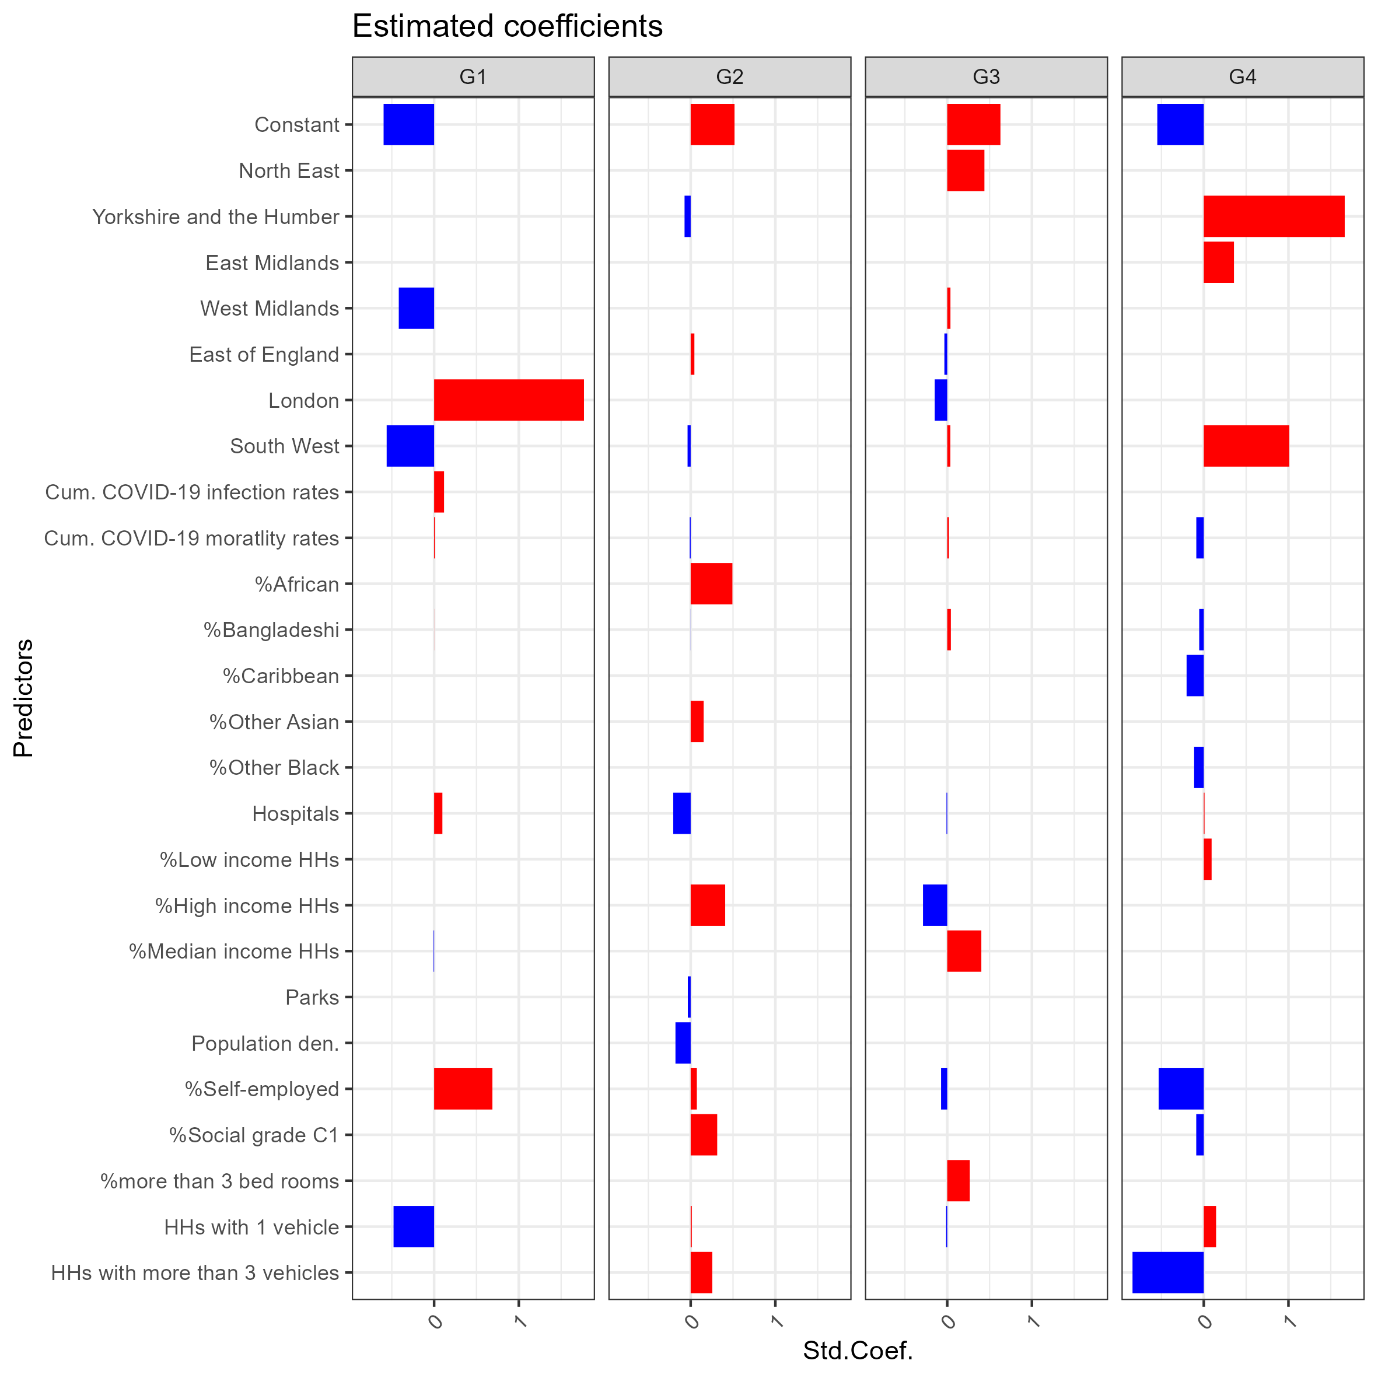 Estimated coefficients
G1 G2 G3 G4
Constant
North East
Yorkshire and the Humber
East Midlands
West Midlands
East of England
London
South West
Cum. COVID-19 infection rates
Cum. COVID-19 moratlity rates
%African
%Bangladeshi
%Caribbean
%Other Asian
%Other Black
Hospitals
%Low income HHs
%High income HHs
%Median income HHs
Parks
Population den.
%Self-employed
%Social grade C1
%more than 3 bed rooms
HHs with 1 vehicle
HHs with more than 3 vehicles
Predictors
0 1 0 1 0 1 0 1
Std.Coef.